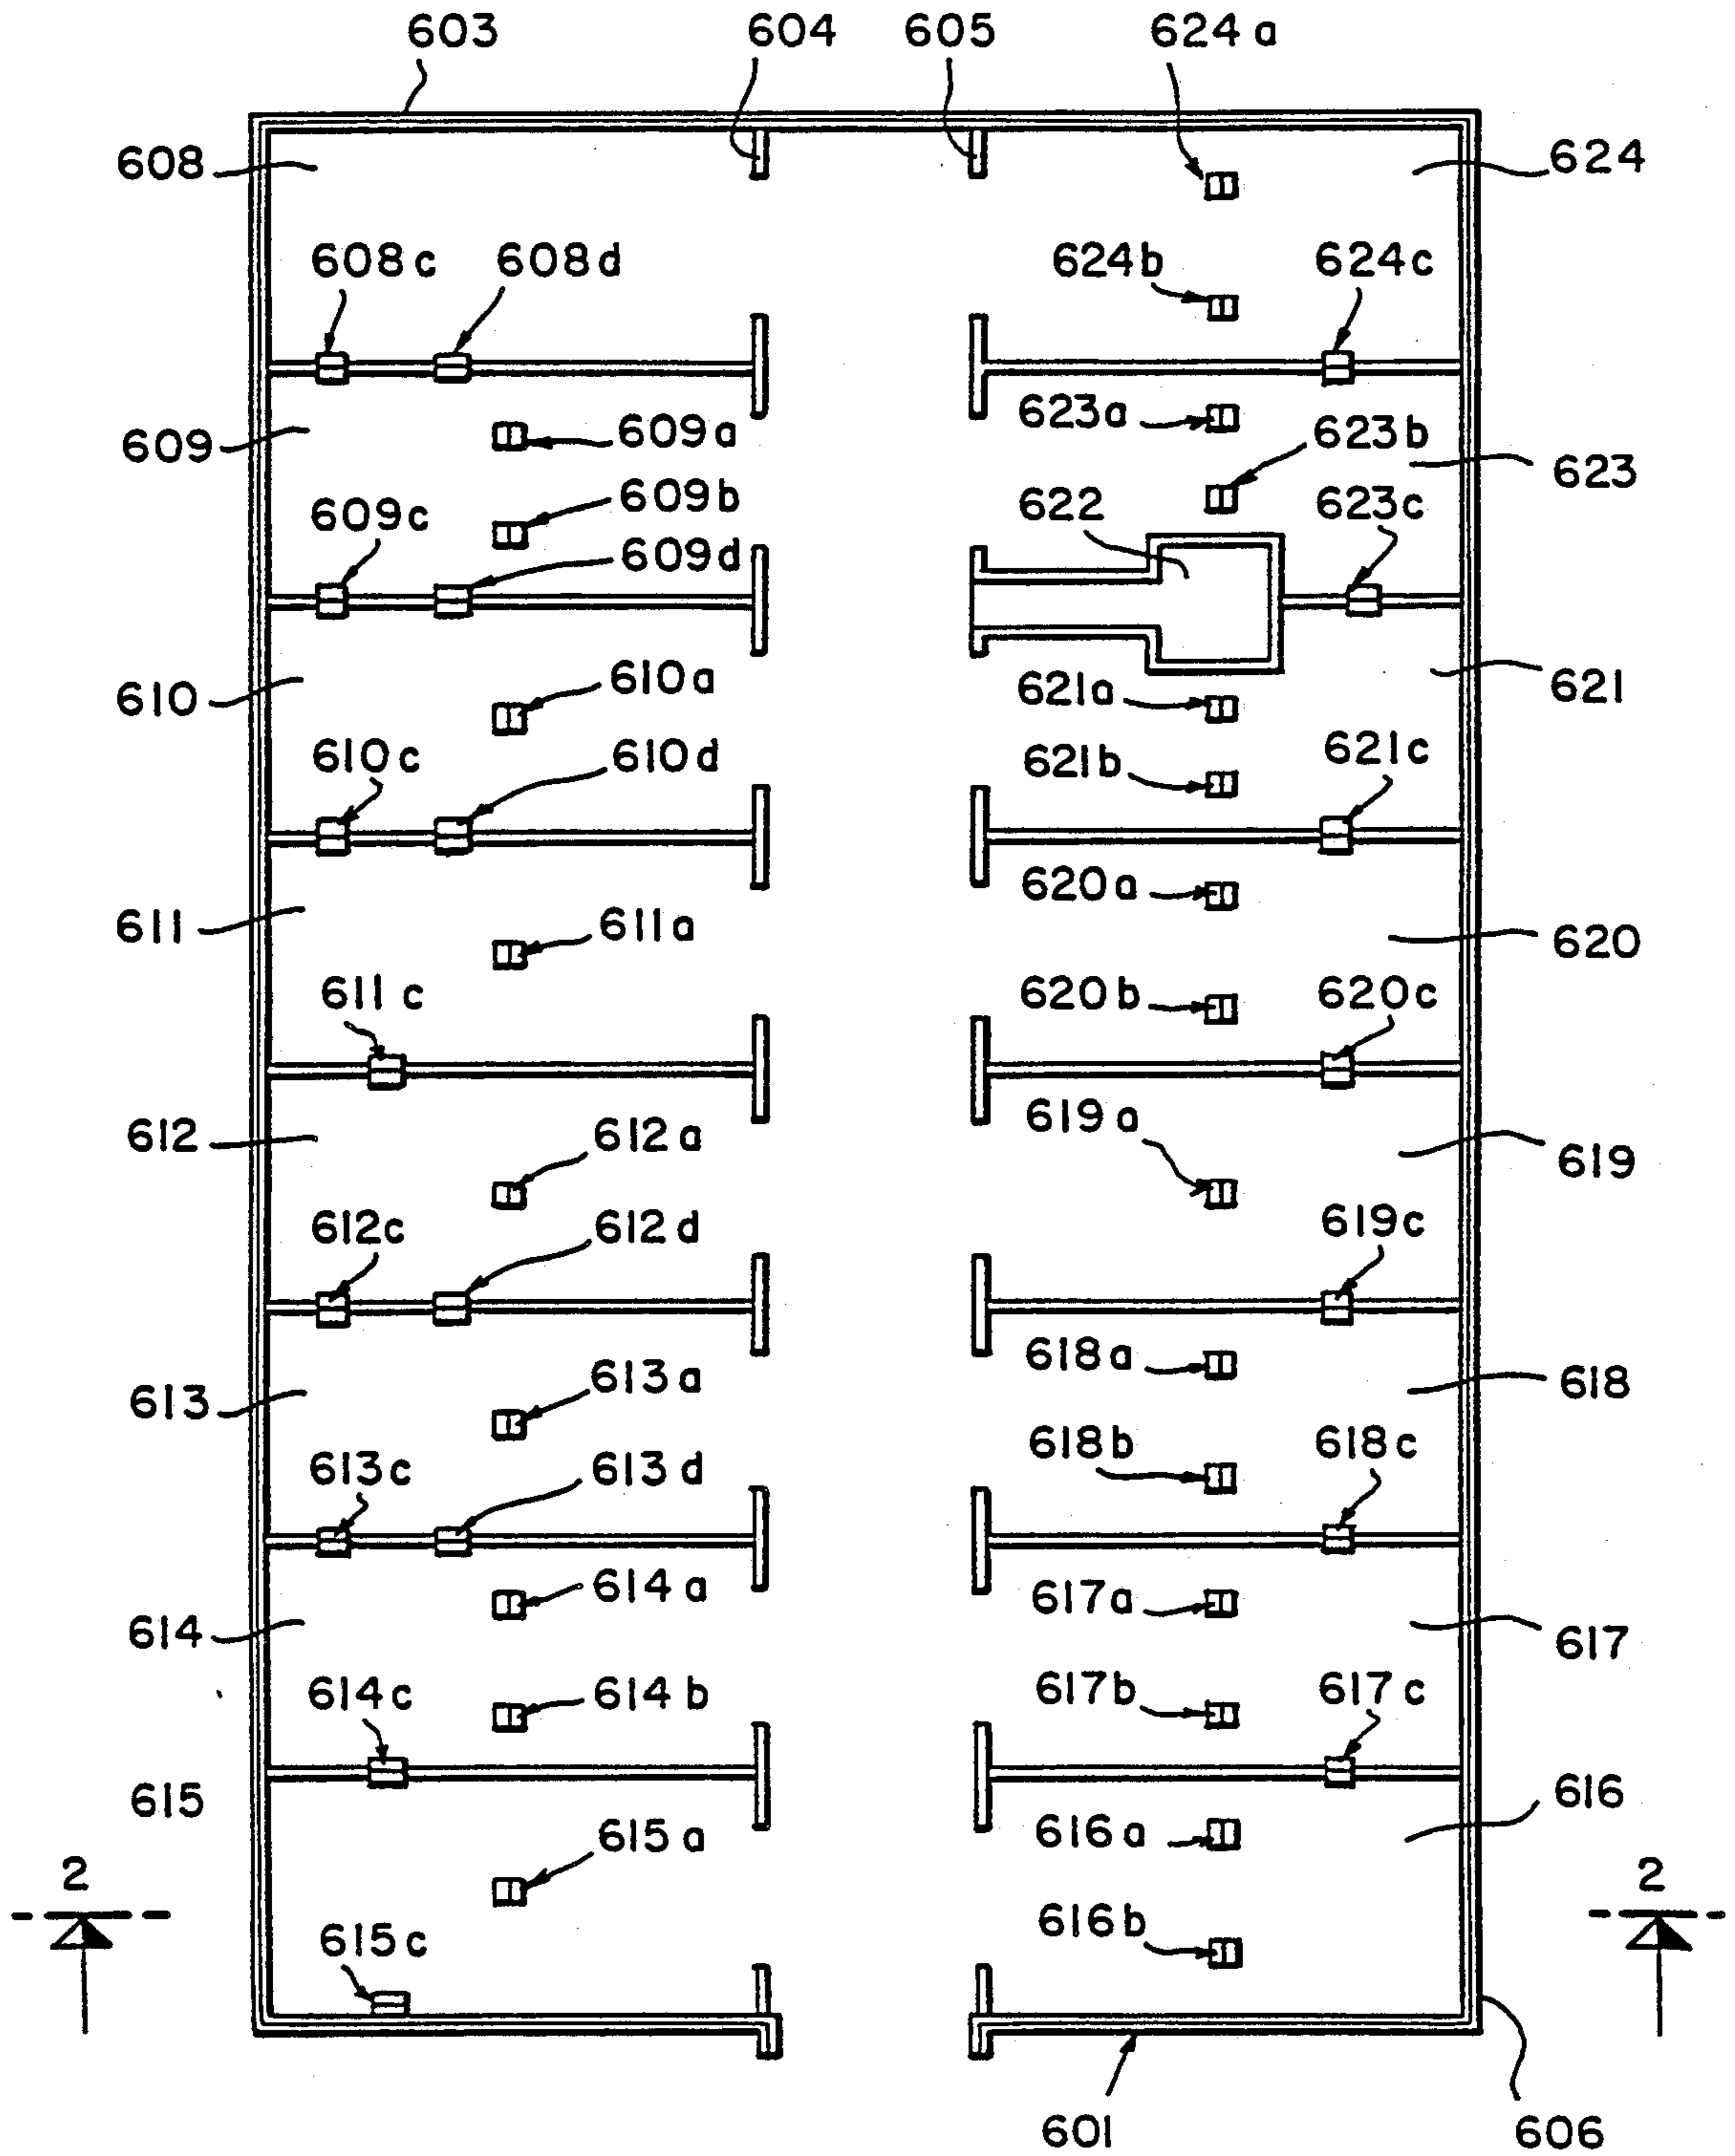 603 604 605 624a
608 624
608c 608d 624b 624c
609 609a 623a 623b 623
609c 609b 622 623c
609d
610 610a 621a 621
610c 610d 621b 621c
611 611a 620a 620
611c 620b 620c
612 612a 619a 619
612c 612d 619c
613 613a 618a 618
613c 613d 618b 618c
614 614a 617a 617
614c 614b 617b 617c
615 616
615a 616a
2 2
615c 616b
601 606